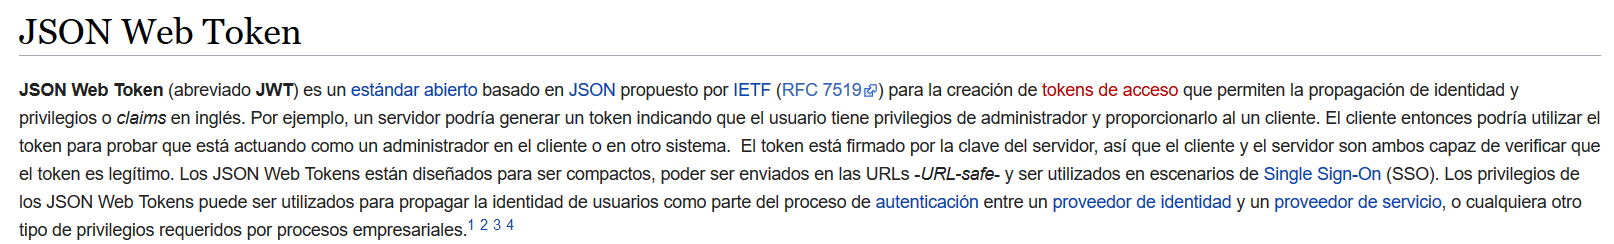 JSON Web Token
JSON Web Token (abreviado JWT) es un estándar abierto basado en JSON propuesto por IETF (RFC 7519) para la creación de tokens de acceso que permiten la propagación de identidad y
privilegios o claims en inglés. Por ejemplo, un servidor podría generar un token indicando que el usuario tiene privilegios de administrador y proporcionarlo al un cliente. El cliente entonces podría utilizar el
token para probar que está actuando como un administrador en el cliente o en otro sistema. El token está firmado por la clave del servidor, así que el cliente y el servidor son ambos capaz de verificar que
el token es legítimo. Los JSON Web Tokens están diseñados para ser compactos, poder ser enviados en las URLs -URL-safe- y ser utilizados en escenarios de Single Sign-On (SSO). Los privilegios de
los JSON Web Tokens puede ser utilizados para propagar la identidad de usuarios como parte del proceso de autenticación entre un proveedor de identidad y un proveedor de servicio, o cualquiera otro
tipo de privilegios requeridos por procesos empresariales.1 2 3 4